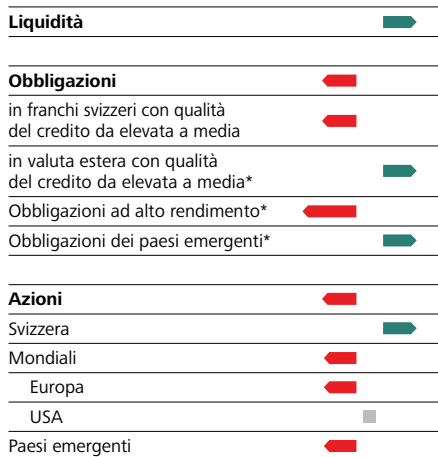 Liquidità
Obbligazioni
in franchi svizzeri con qualità
del credito da elevata a media
in valuta estera con qualità
del credito da elevata a media*
Obbligazioni ad alto rendimento*
Obbligazioni dei paesi emergenti*
Azioni
Svizzera
Mondiali
Europa
USA
Paesi emergenti